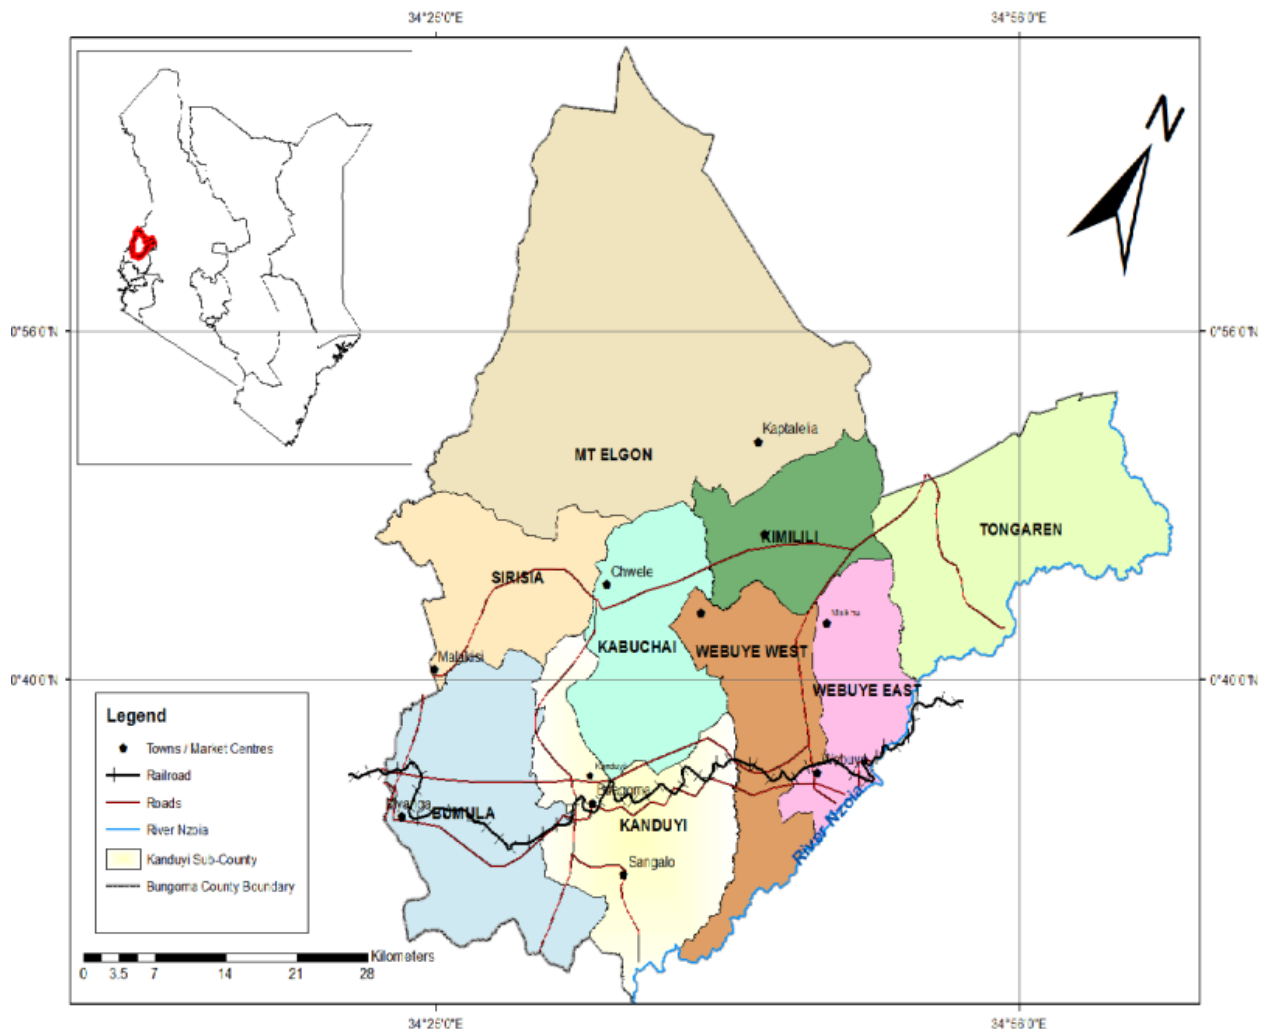 34°25'0"E 34°56'0"E
N
0°56'0"N 0°56'0"N
Kaptalelia
MT ELGON
TONGAREN
KIMILILI
SIRISIA
Chwele
KABUCHAI
WEBUYE WEST
Malakisi
0°40'0"N 0°40'0"N
WEBUYE EAST
Legend
Towns / Market Centres
Railroad
Roads
River Nzoia
Kanduyi Sub-County
Bungoma County Boundary
Kanduyi
Bungoma
BUMULA
KANDUYI
Sangalo
River Nzoia
Kilometers
0 3.5 7 14 21 28
34°25'0"E 34°56'0"E